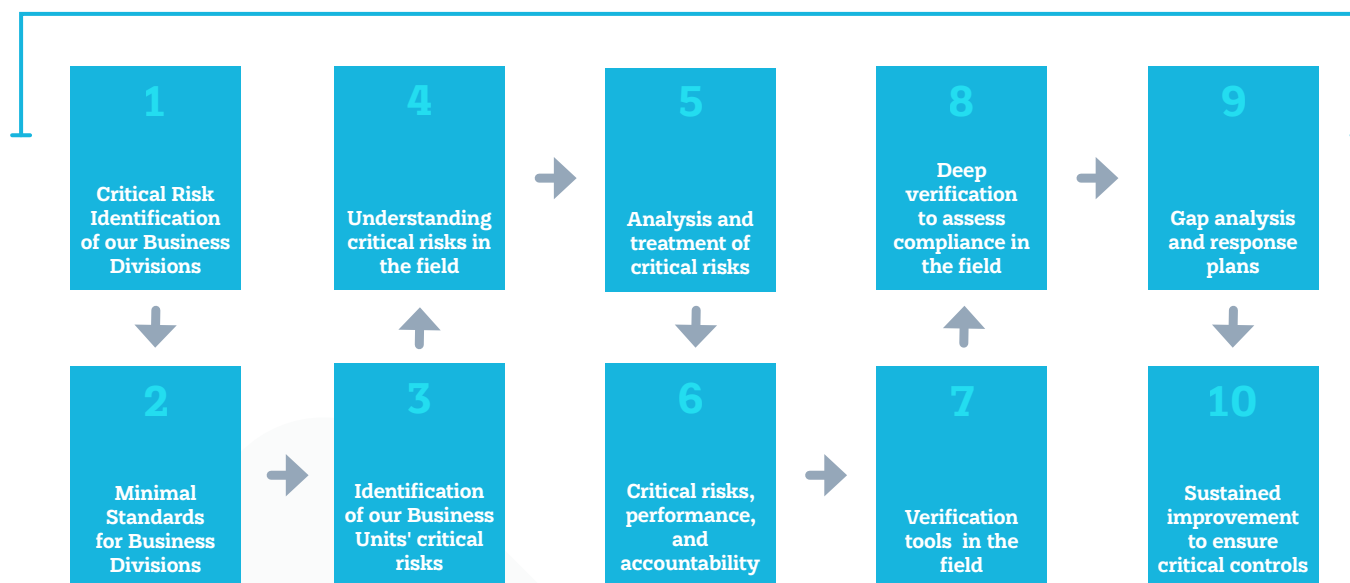 1
Critical Risk
Identification
of our Business
Divisions
2
Minimal
Standards
for Business
Divisions
3
Identification
of our Business
Units' critical
risks
4
Understanding
critical risks in
the field
5
Analysis and
treatment of
critical risks
6
Critical risks,
performance,
and
accountability
7
Verification
tools in the
field
8
Deep
verification
to assess
compliance in
the field
9
Gap analysis
and response
plans
10
Sustained
improvement
to ensure
critical controls